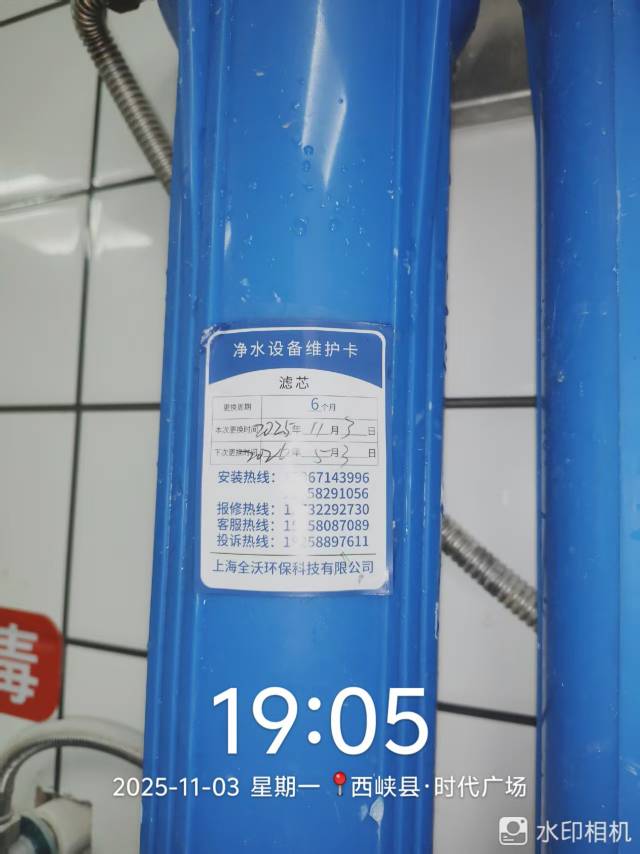 净水设备维护卡
滤芯
更换周期 6个月
本次更换时间 2025年 11月 3日
下次更换时间 2026年 5月 3日
安装热线: 67143996
58291056
报修热线: 32292730
客服热线: 58087089
投诉热线: 58897611
上海全沃环保科技有限公司
毒
19:05
2025-11-03 星期一 西峡县·时代广场
水印相机